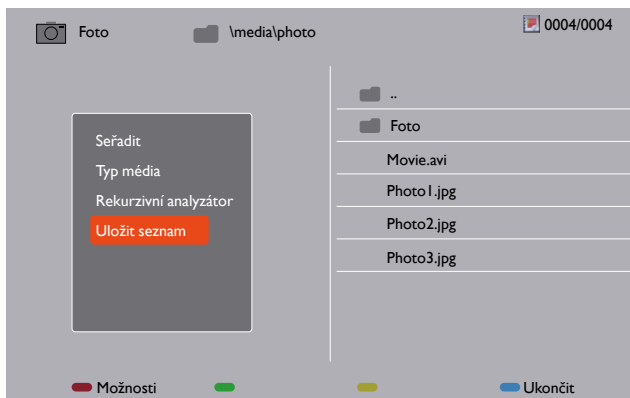 Foto
\media\photo
0004/0004
Seřadit
Typ média
Rekurzivní analyzátor
Uložit seznam
..
Foto
Movie.avi
Photo1.jpg
Photo2.jpg
Photo3.jpg
Možnosti
Ukončit